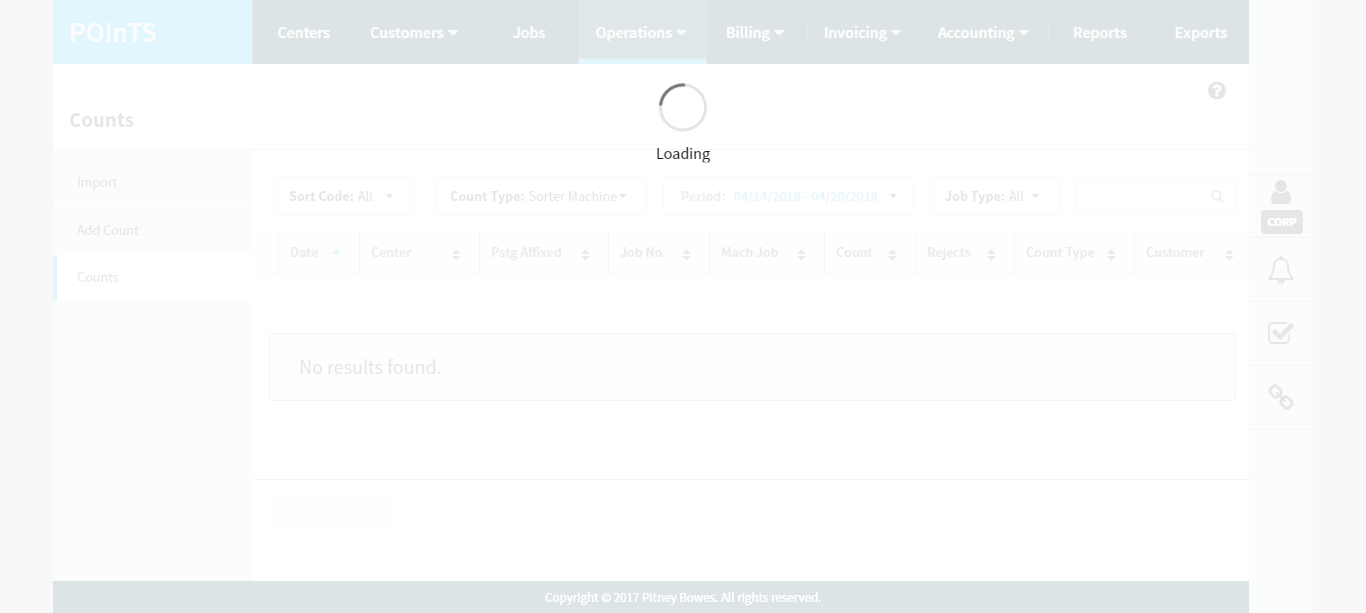 POInTS
Centers
Customers
Jobs
Operations
Billing
Invoicing
Accounting
Reports
Exports
?
Counts
Loading
Import
Add Count
Counts
Sort Code: All
Count Type: Sorter Machine
Period: 04/14/2019 - 04/20/2019
Job Type: All
CORP
Date
Center
Pstg Affixed
Job No.
Mach Job
Count
Rejects
Count Type
Customer
No results found.
Copyright © 2017 Pitney Bowes. All rights reserved.